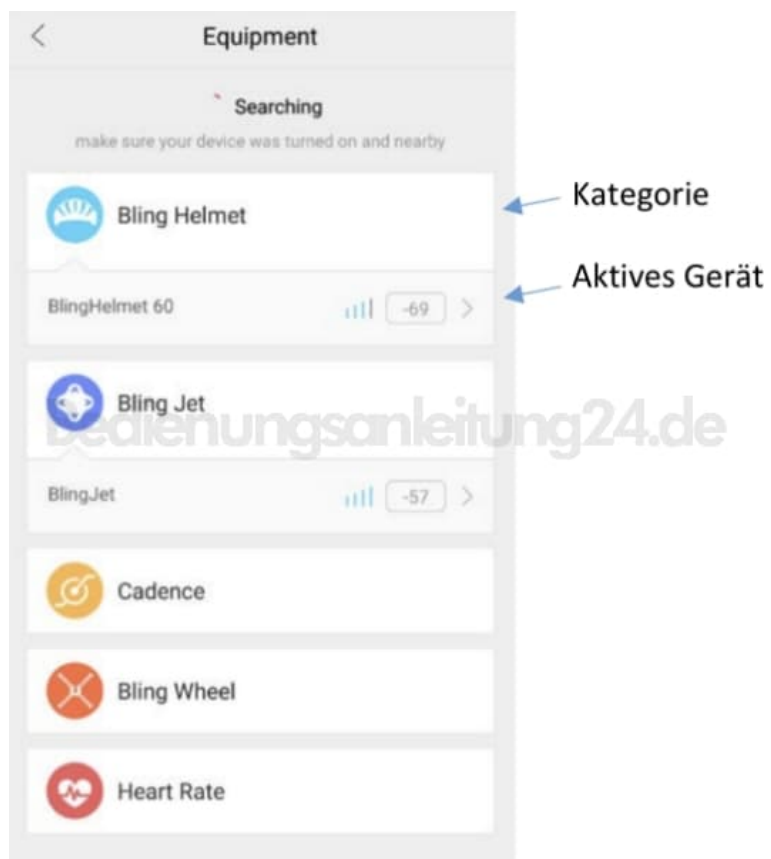 Equipment
Searching
make sure your device was turned on and nearby
Bling Helmet
Kategorie
Aktives Gerät
BlingHelmet 60
-69
Bling Jet
bedienungsanleitung24.de
BlingJet
-57
Cadence
Bling Wheel
Heart Rate